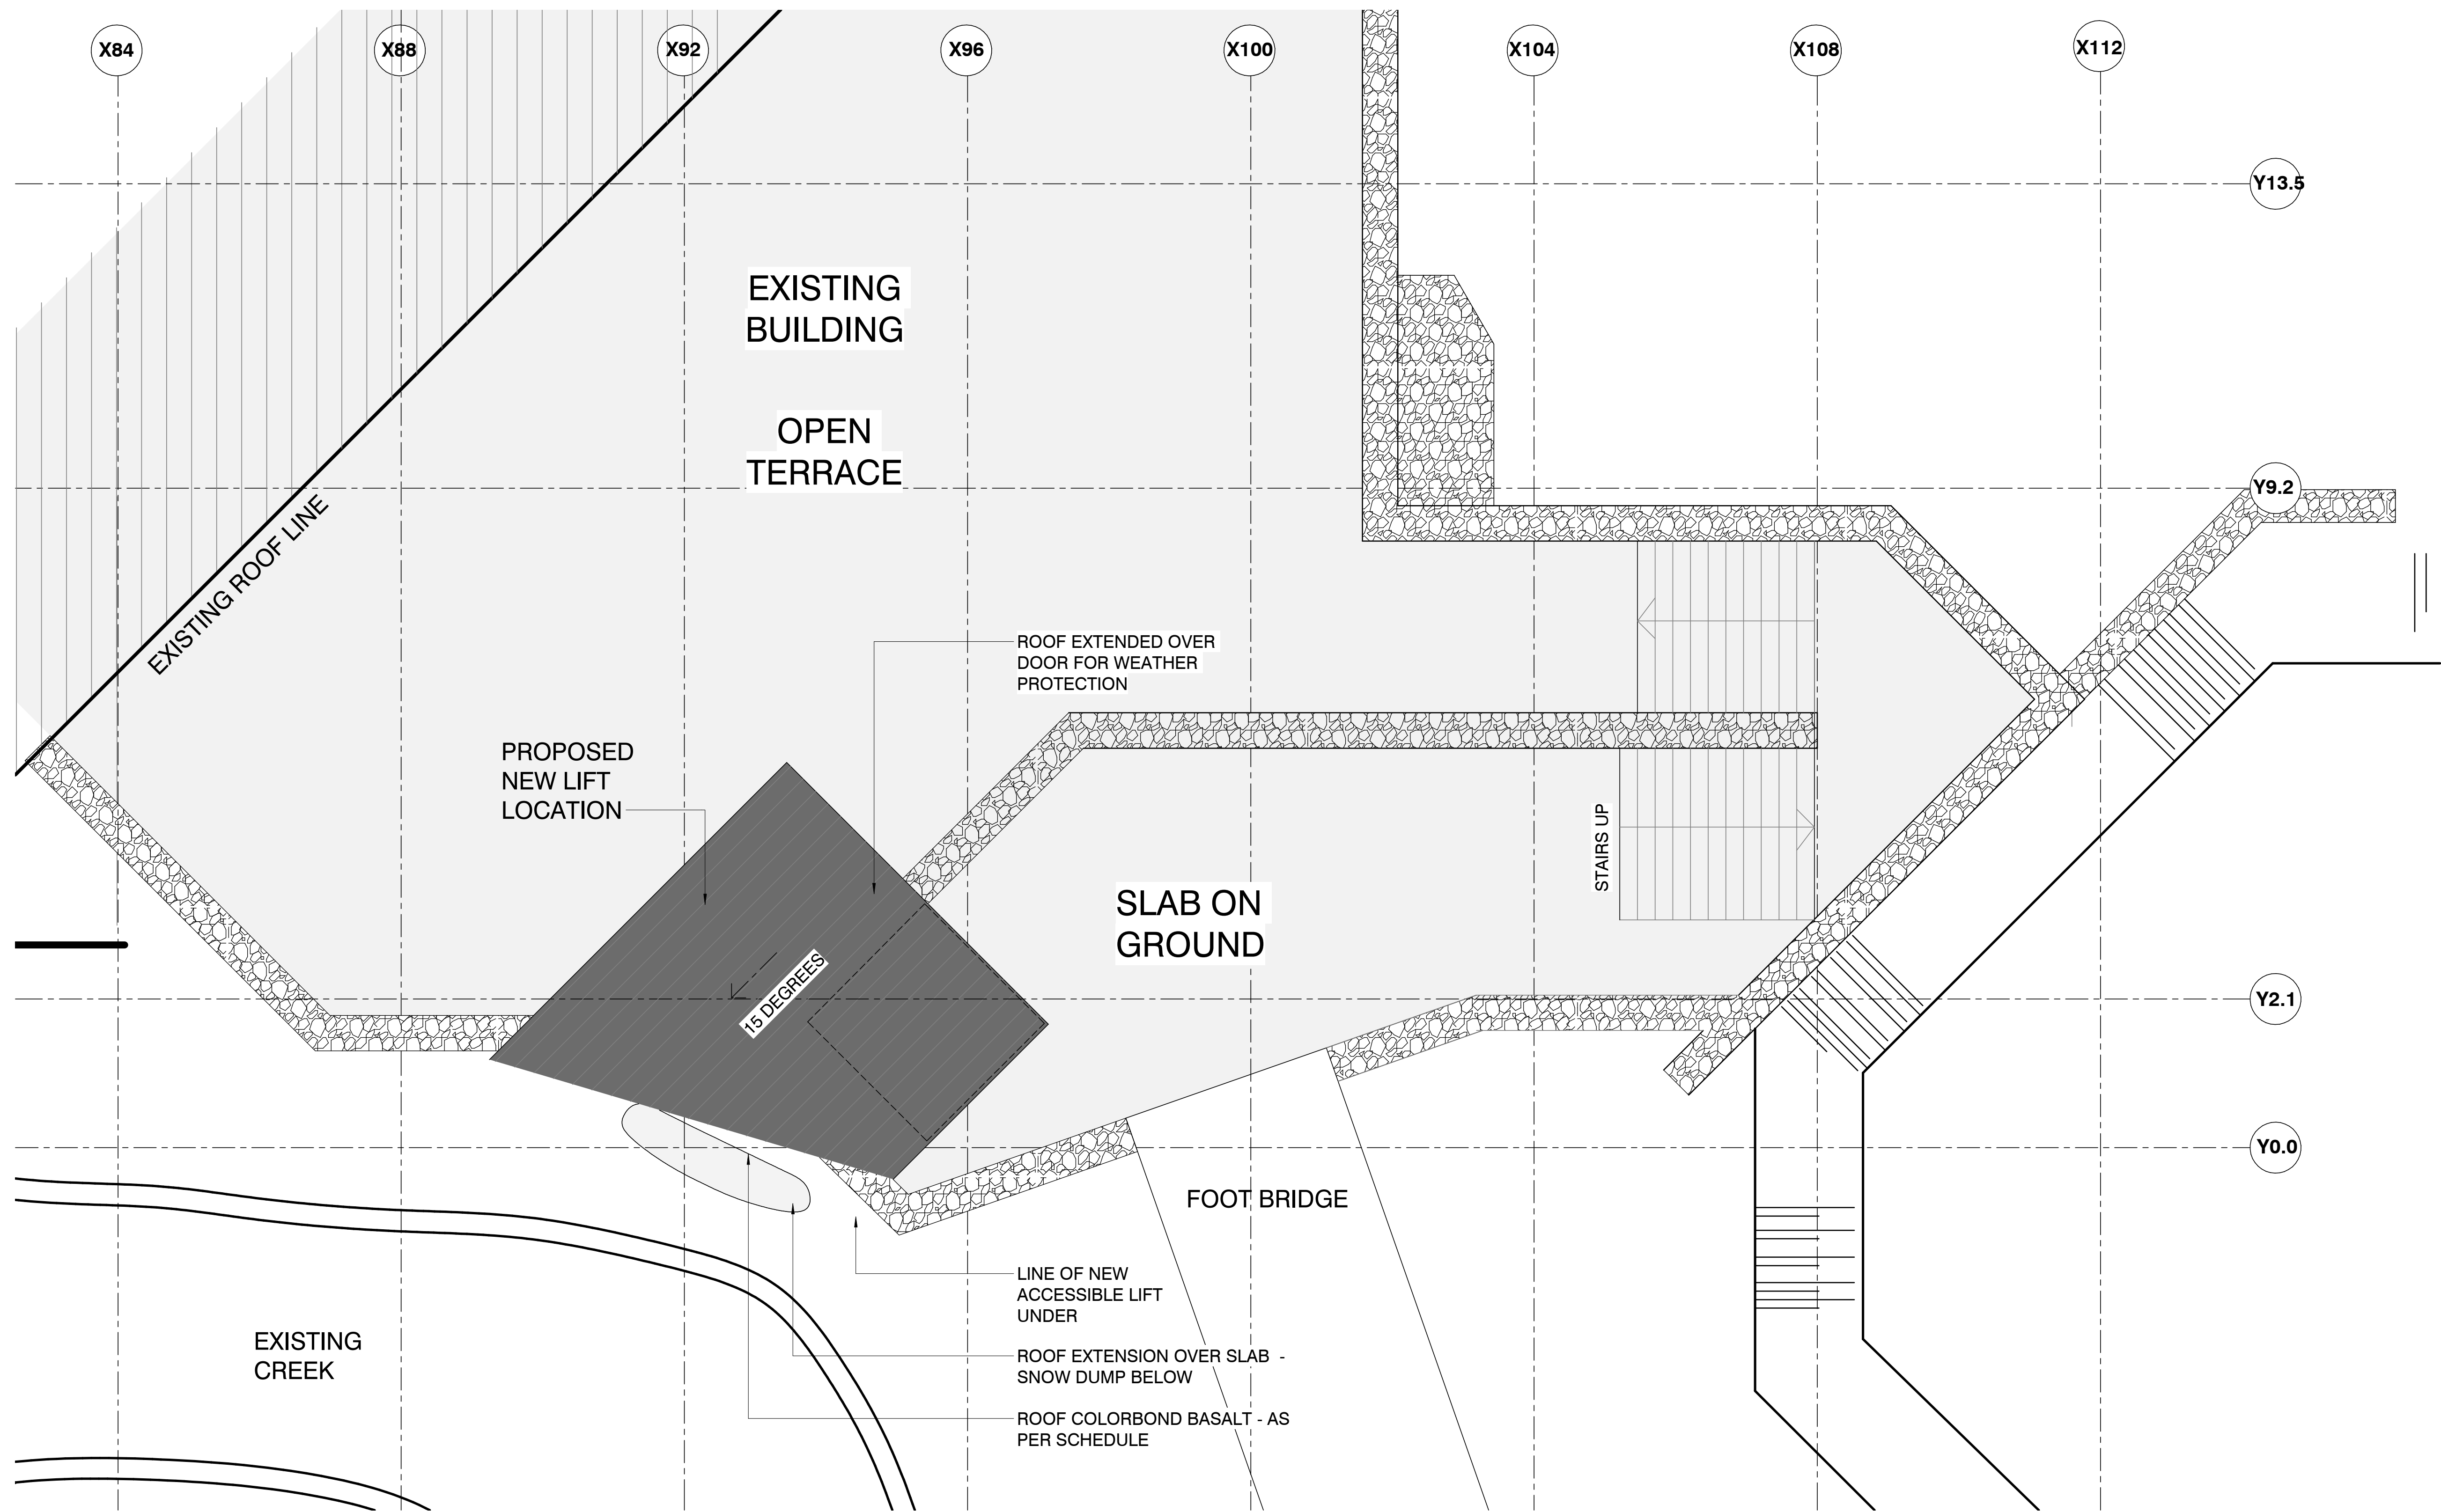 X84
X88
X92
X96
X100
X104
X108
X112
Y13.5
EXISTING
BUILDING
OPEN
TERRACE
Y9.2
EXISTING ROOF LINE
ROOF EXTENDED OVER
DOOR FOR WEATHER
PROTECTION
PROPOSED
NEW LIFT
LOCATION
STAIRS UP
SLAB ON
GROUND
15 DEGREES
Y2.1
Y0.0
FOOT BRIDGE
LINE OF NEW
ACCESSIBLE LIFT
UNDER
ROOF EXTENSION OVER SLAB -
SNOW DUMP BELOW
ROOF COLORBOND BASALT - AS
PER SCHEDULE
EXISTING
CREEK